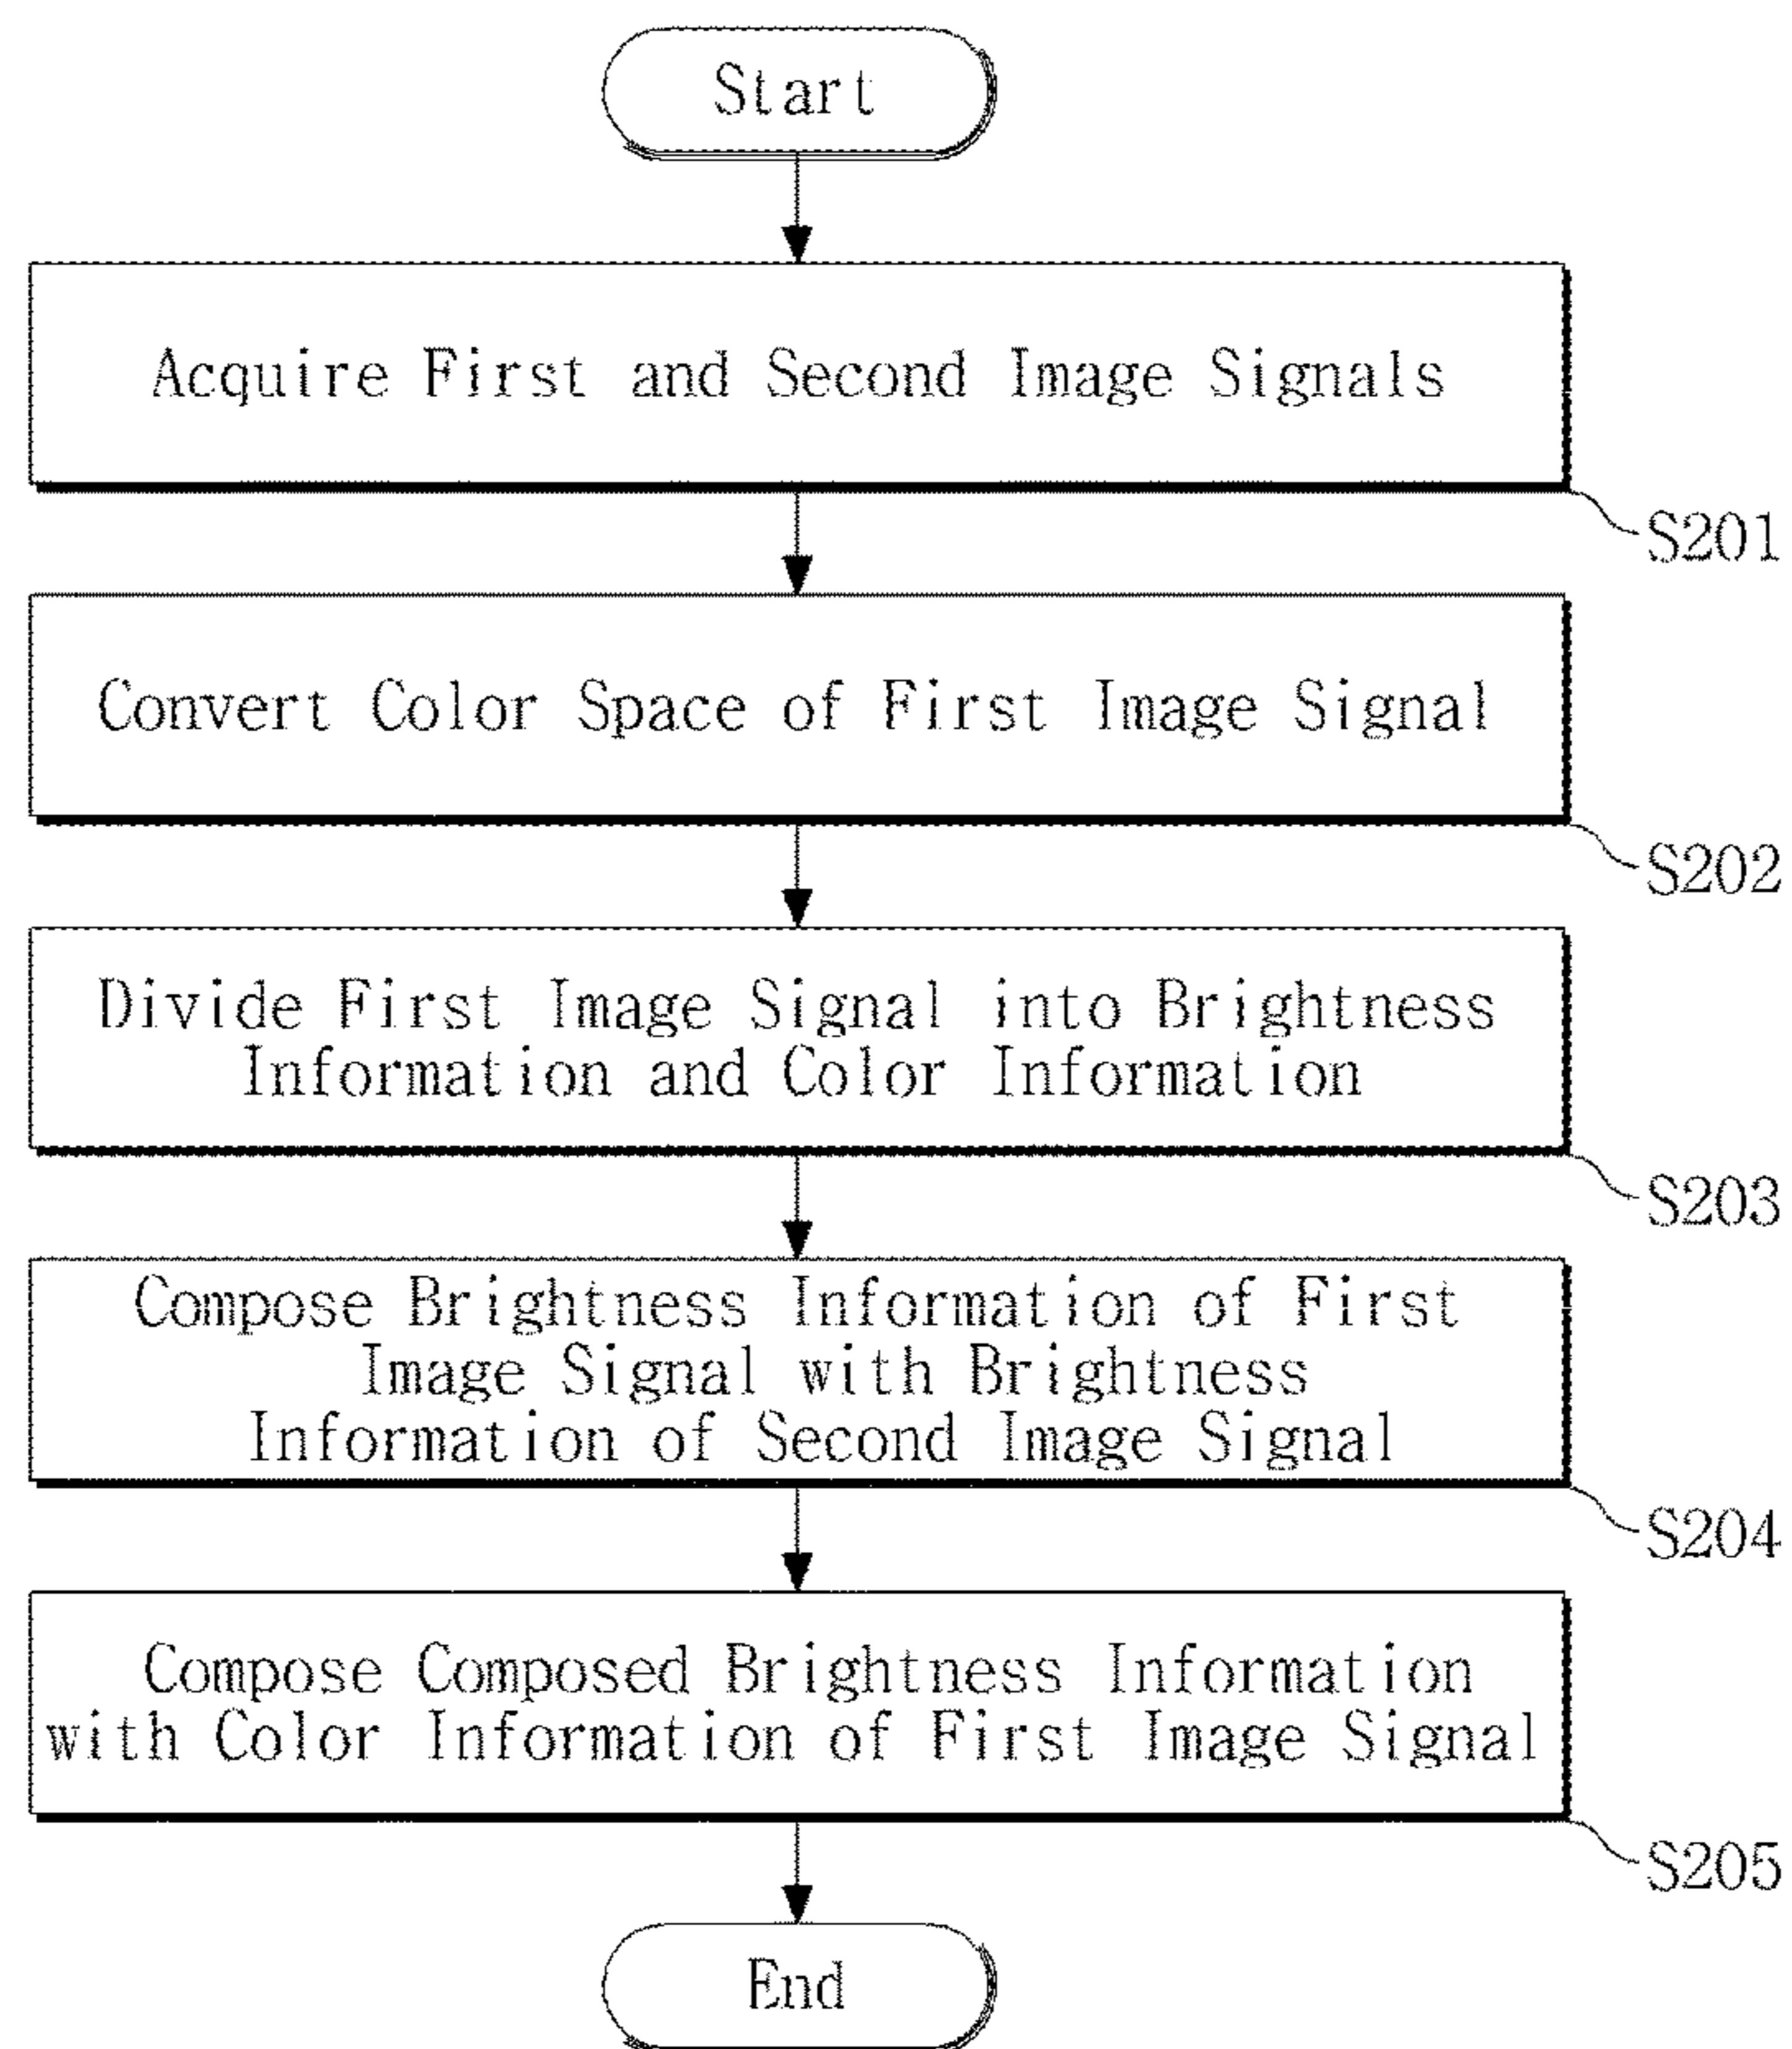 Start
Acquire First and Second Image Signals
S201
Convert Color Space of First Image Signal
S202
Divide First Image Signal into Brightness
Information and Color Information
S203
Compose Brightness Information of First
Image Signal with Brightness
Information of Second Image Signal
S204
Compose Composed Brightness Information
with Color Information of First Image Signal
S205
End